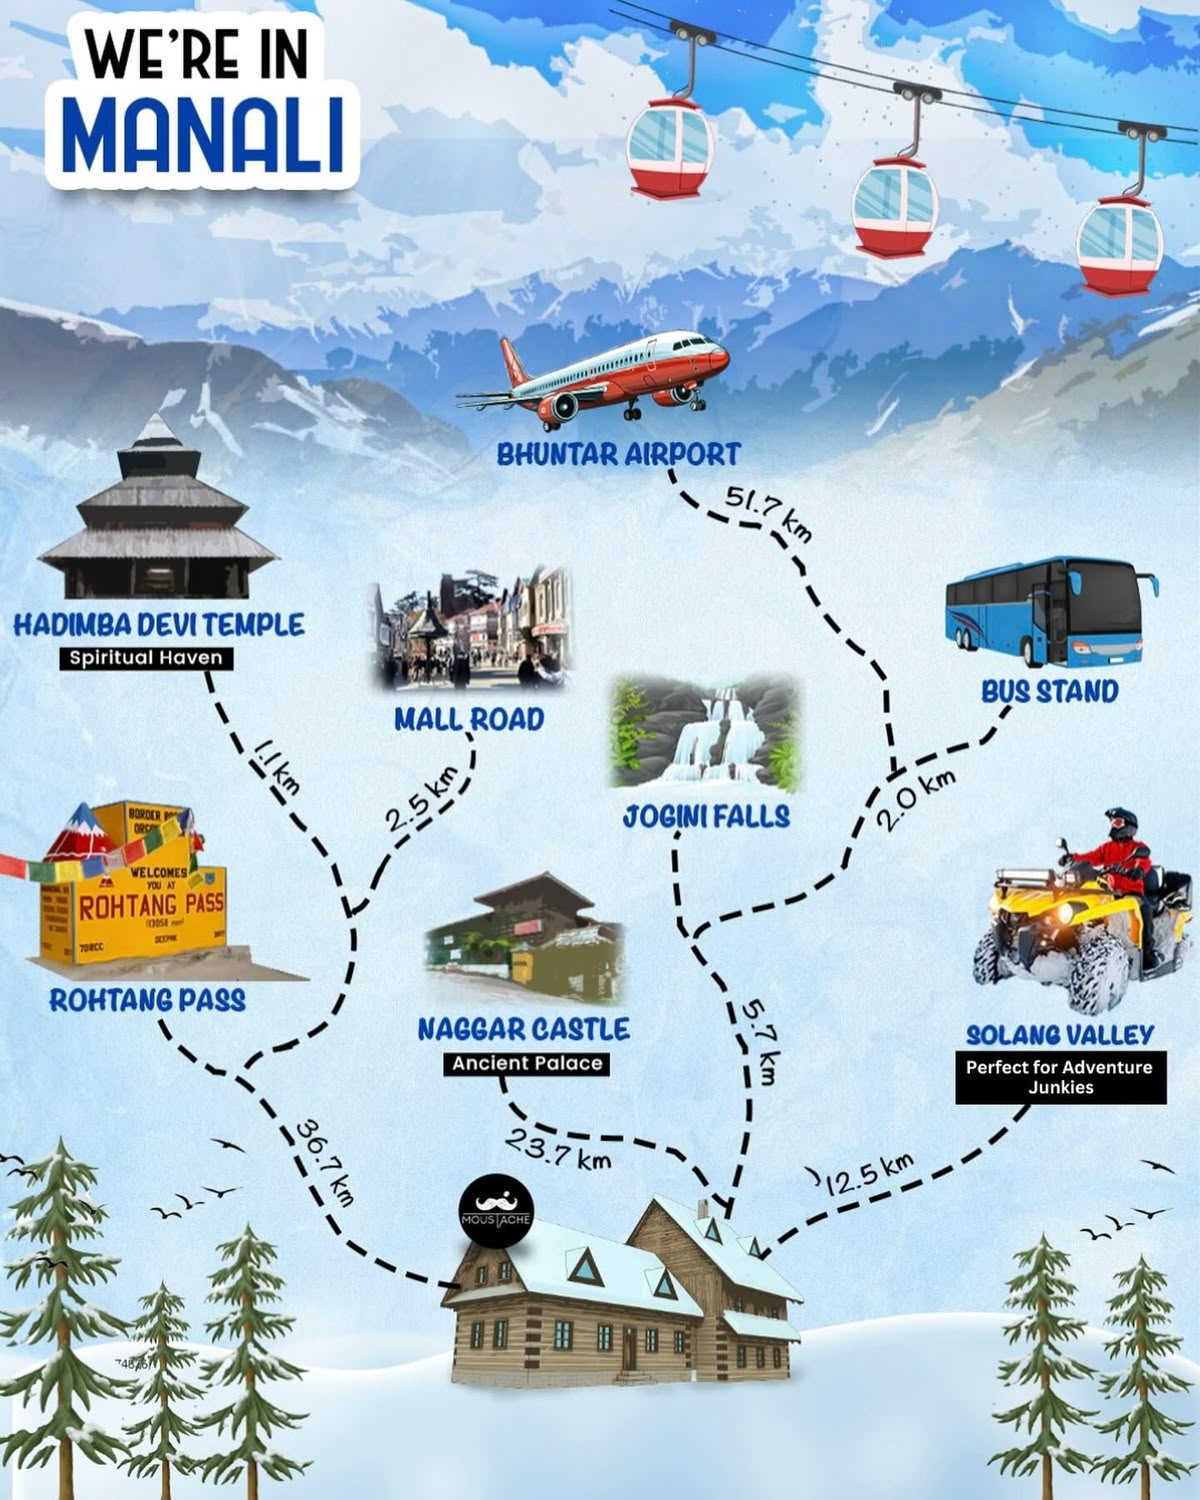 WE'RE IN
MANALI
BHUNTAR AIRPORT
51.7 km
HADIMBA DEVI TEMPLE
Spiritual Haven
MALL ROAD
BUS STAND
1.1 km
2.5 km
JOGINI FALLS
2.0 km
BORDER
WELCOMES
YOU AT
ROHTANG PASS
70RCC
DEEPAK
ROHTANG PASS
NAGGAR CASTLE
Ancient Palace
5.7 km
SOLANG VALLEY
Perfect for Adventure
Junkies
36.7 km
23.7 km
12.5 km
MOUSTACHE